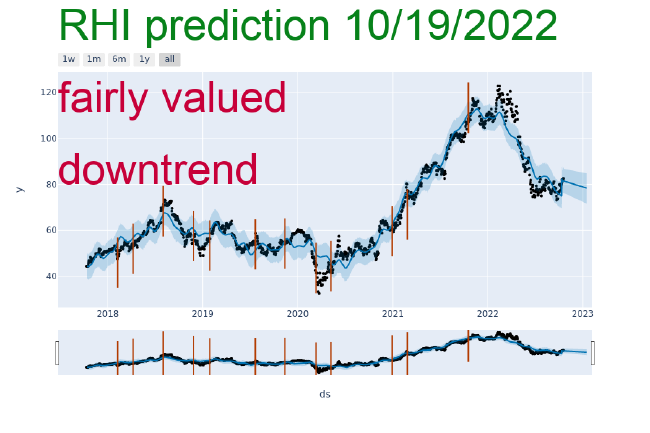 RHI prediction 10/19/2022
1w 1m 6m 1y all
fairly valued
downtrend
120
100
80
60
40
y
2018 2019 2020 2021 2022 2023
ds